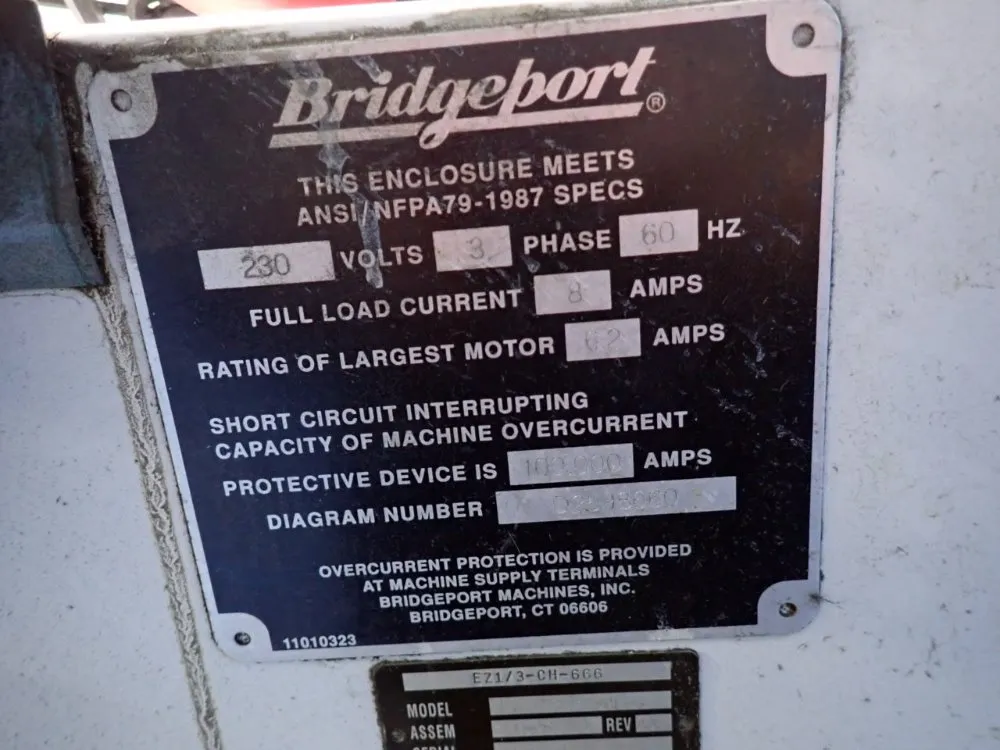 Bridgeport®
THIS ENCLOSURE MEETS
ANSI/NFPA79-1987 SPECS
230 VOLTS 3 PHASE 60 HZ
FULL LOAD CURRENT 8 AMPS
RATING OF LARGEST MOTOR AMPS
SHORT CIRCUIT INTERRUPTING
CAPACITY OF MACHINE OVERCURRENT
PROTECTIVE DEVICE IS 100,000 AMPS
DIAGRAM NUMBER
OVERCURRENT PROTECTION IS PROVIDED
AT MACHINE SUPPLY TERMINALS
BRIDGEPORT MACHINES, INC.
BRIDGEPORT, CT 06606
11010323
EZ1/3-CH-666
MODEL
ASSEM REV